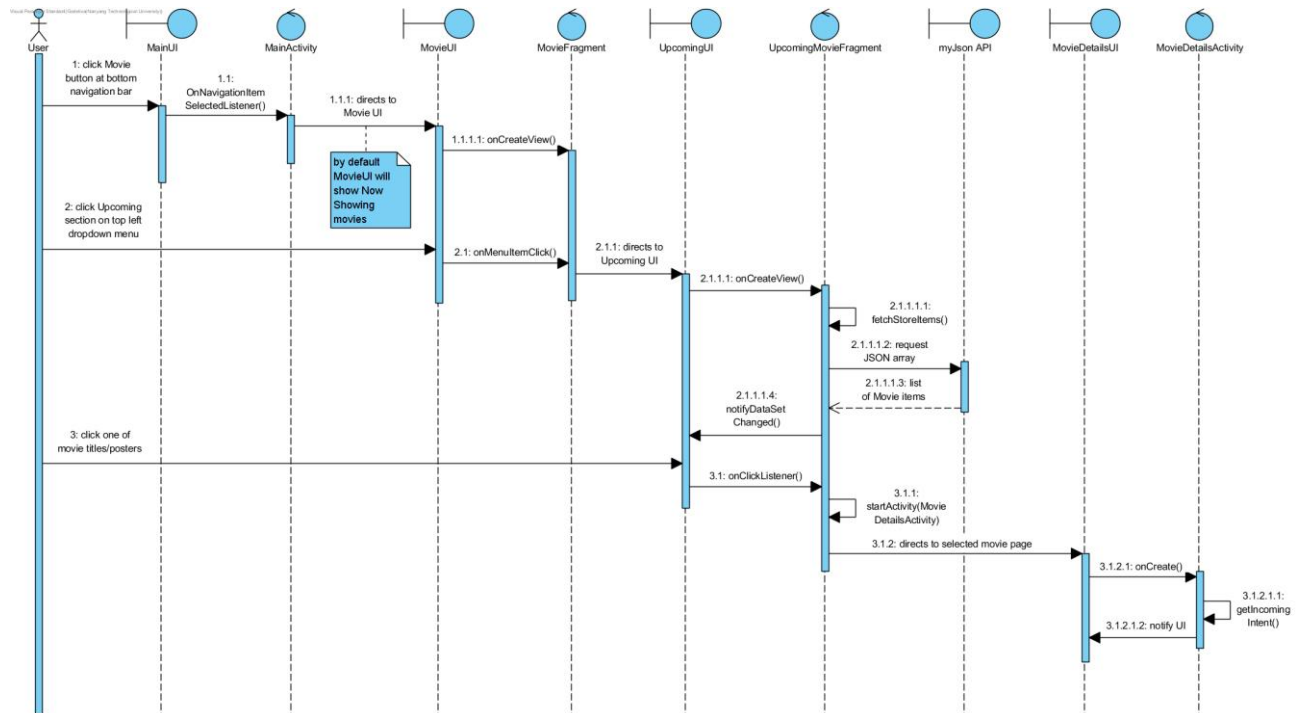 Visual Paradigm Standard(Sabrina(Nanyang Technological University))
User
MainUI
MainActivity
MovieUI
MovieFragment
UpcomingUI
UpcomingMovieFragment
myJson API
MovieDetailsUI
MovieDetailsActivity
1: click Movie
button at bottom
navigation bar
1.1:
OnNavigationItem
SelectedListener()
1.1.1: directs to
Movie UI
1.1.1.1: onCreateView()
by default
MovieUI will
show Now
Showing
movies
2: click Upcoming
section on top left
dropdown menu
2.1: onMenuItemClick()
2.1.1: directs to
Upcoming UI
2.1.1.1: onCreateView()
2.1.1.1.1:
fetchStoreItems()
2.1.1.1.2: request
JSON array
2.1.1.1.3: list
of Movie items
2.1.1.1.4:
notifyDataSet
Changed()
3: click one of
movie titles/posters
3.1: onClickListener()
3.1.1:
startActivity(Movie
DetailsActivity)
3.1.2: directs to selected movie page
3.1.2.1: onCreate()
3.1.2.1.1:
getIncoming
Intent()
3.1.2.1.2: notify UI